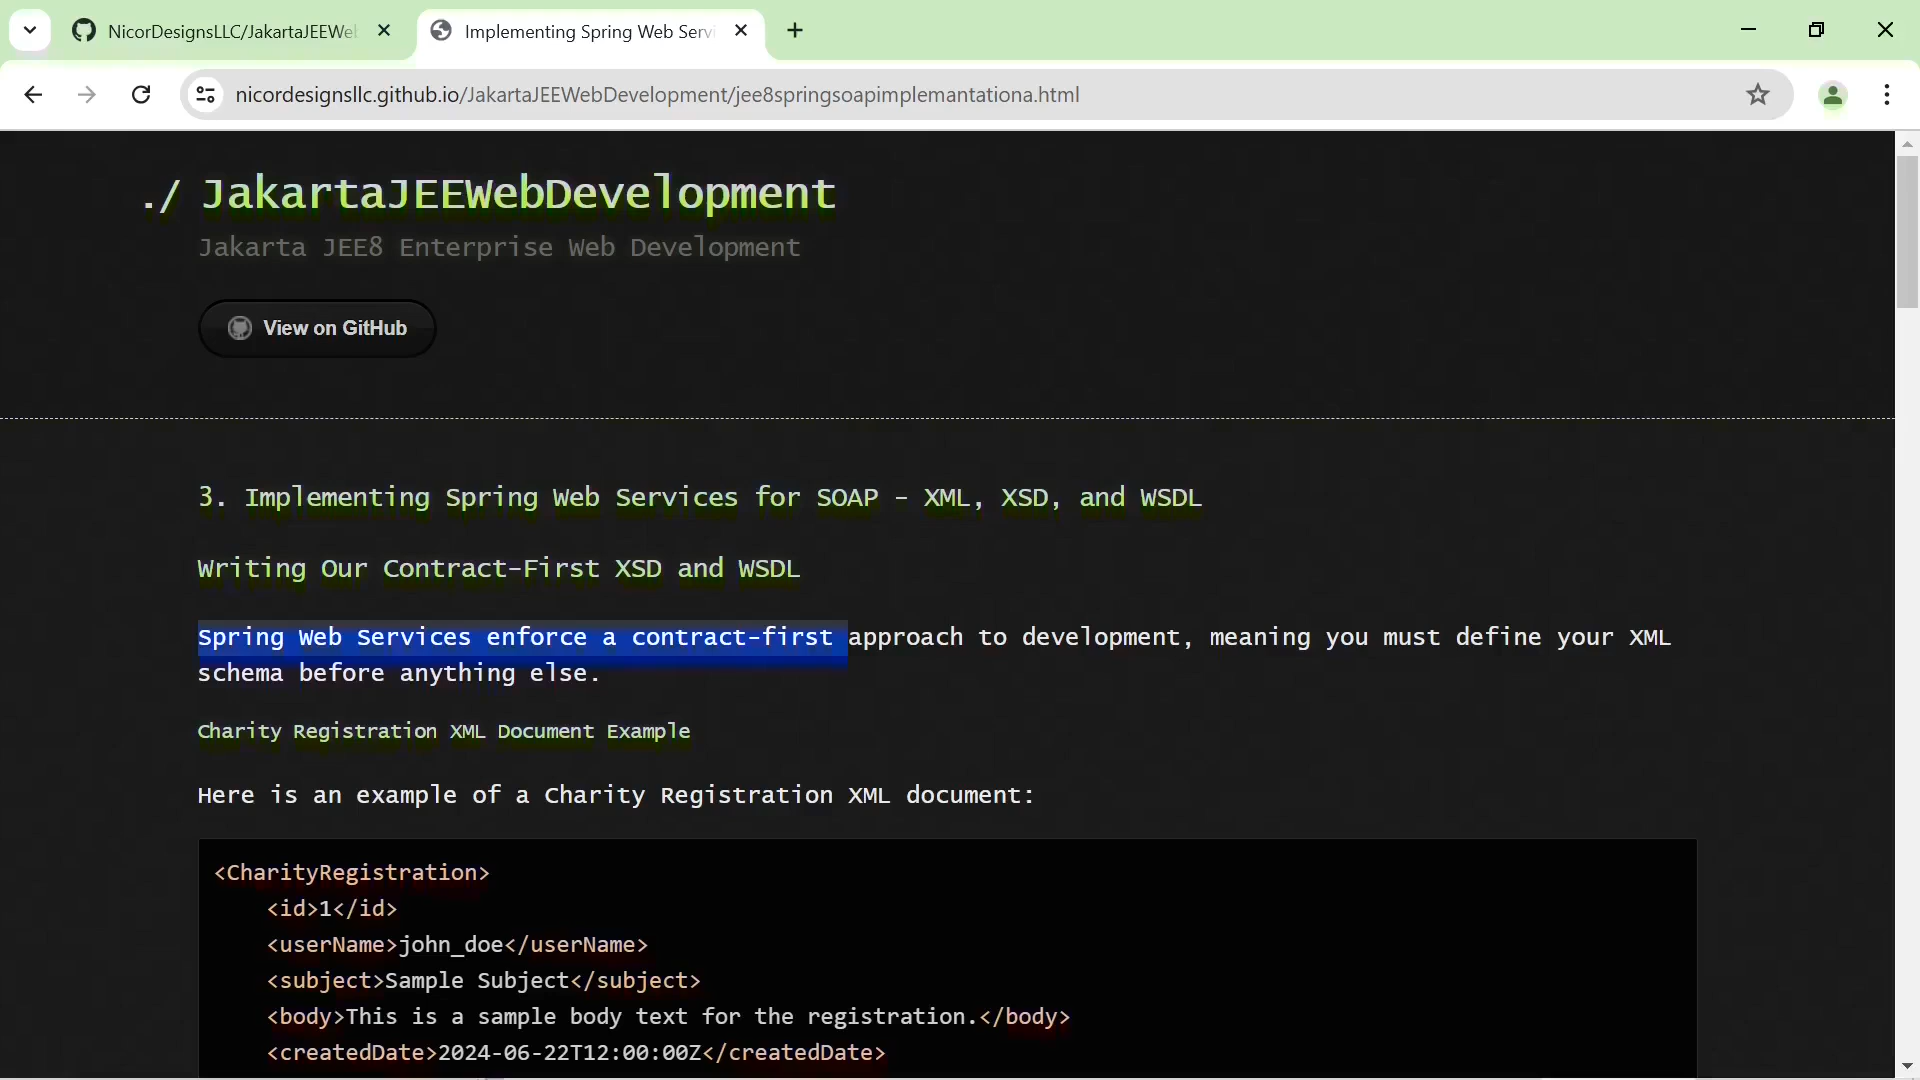 NicorDesignsLLC/JakartaJEEWeb
Implementing Spring Web Servi
nicordesignsllc.github.io/JakartaJEEWebDevelopment/jee8springsoapimplemantationa.html
./ JakartaJEEWebDevelopment
Jakarta JEE8 Enterprise Web Development
View on GitHub
3. Implementing Spring Web Services for SOAP - XML, XSD, and WSDL
Writing Our Contract-First XSD and WSDL
Spring Web Services enforce a contract-first approach to development, meaning you must define your XML
schema before anything else.
Charity Registration XML Document Example
Here is an example of a Charity Registration XML document:
<CharityRegistration>
<id>1</id>
<userName>john_doe</userName>
<subject>Sample Subject</subject>
<body>This is a sample body text for the registration.</body>
<createdDate>2024-06-22T12:00:00Z</createdDate>